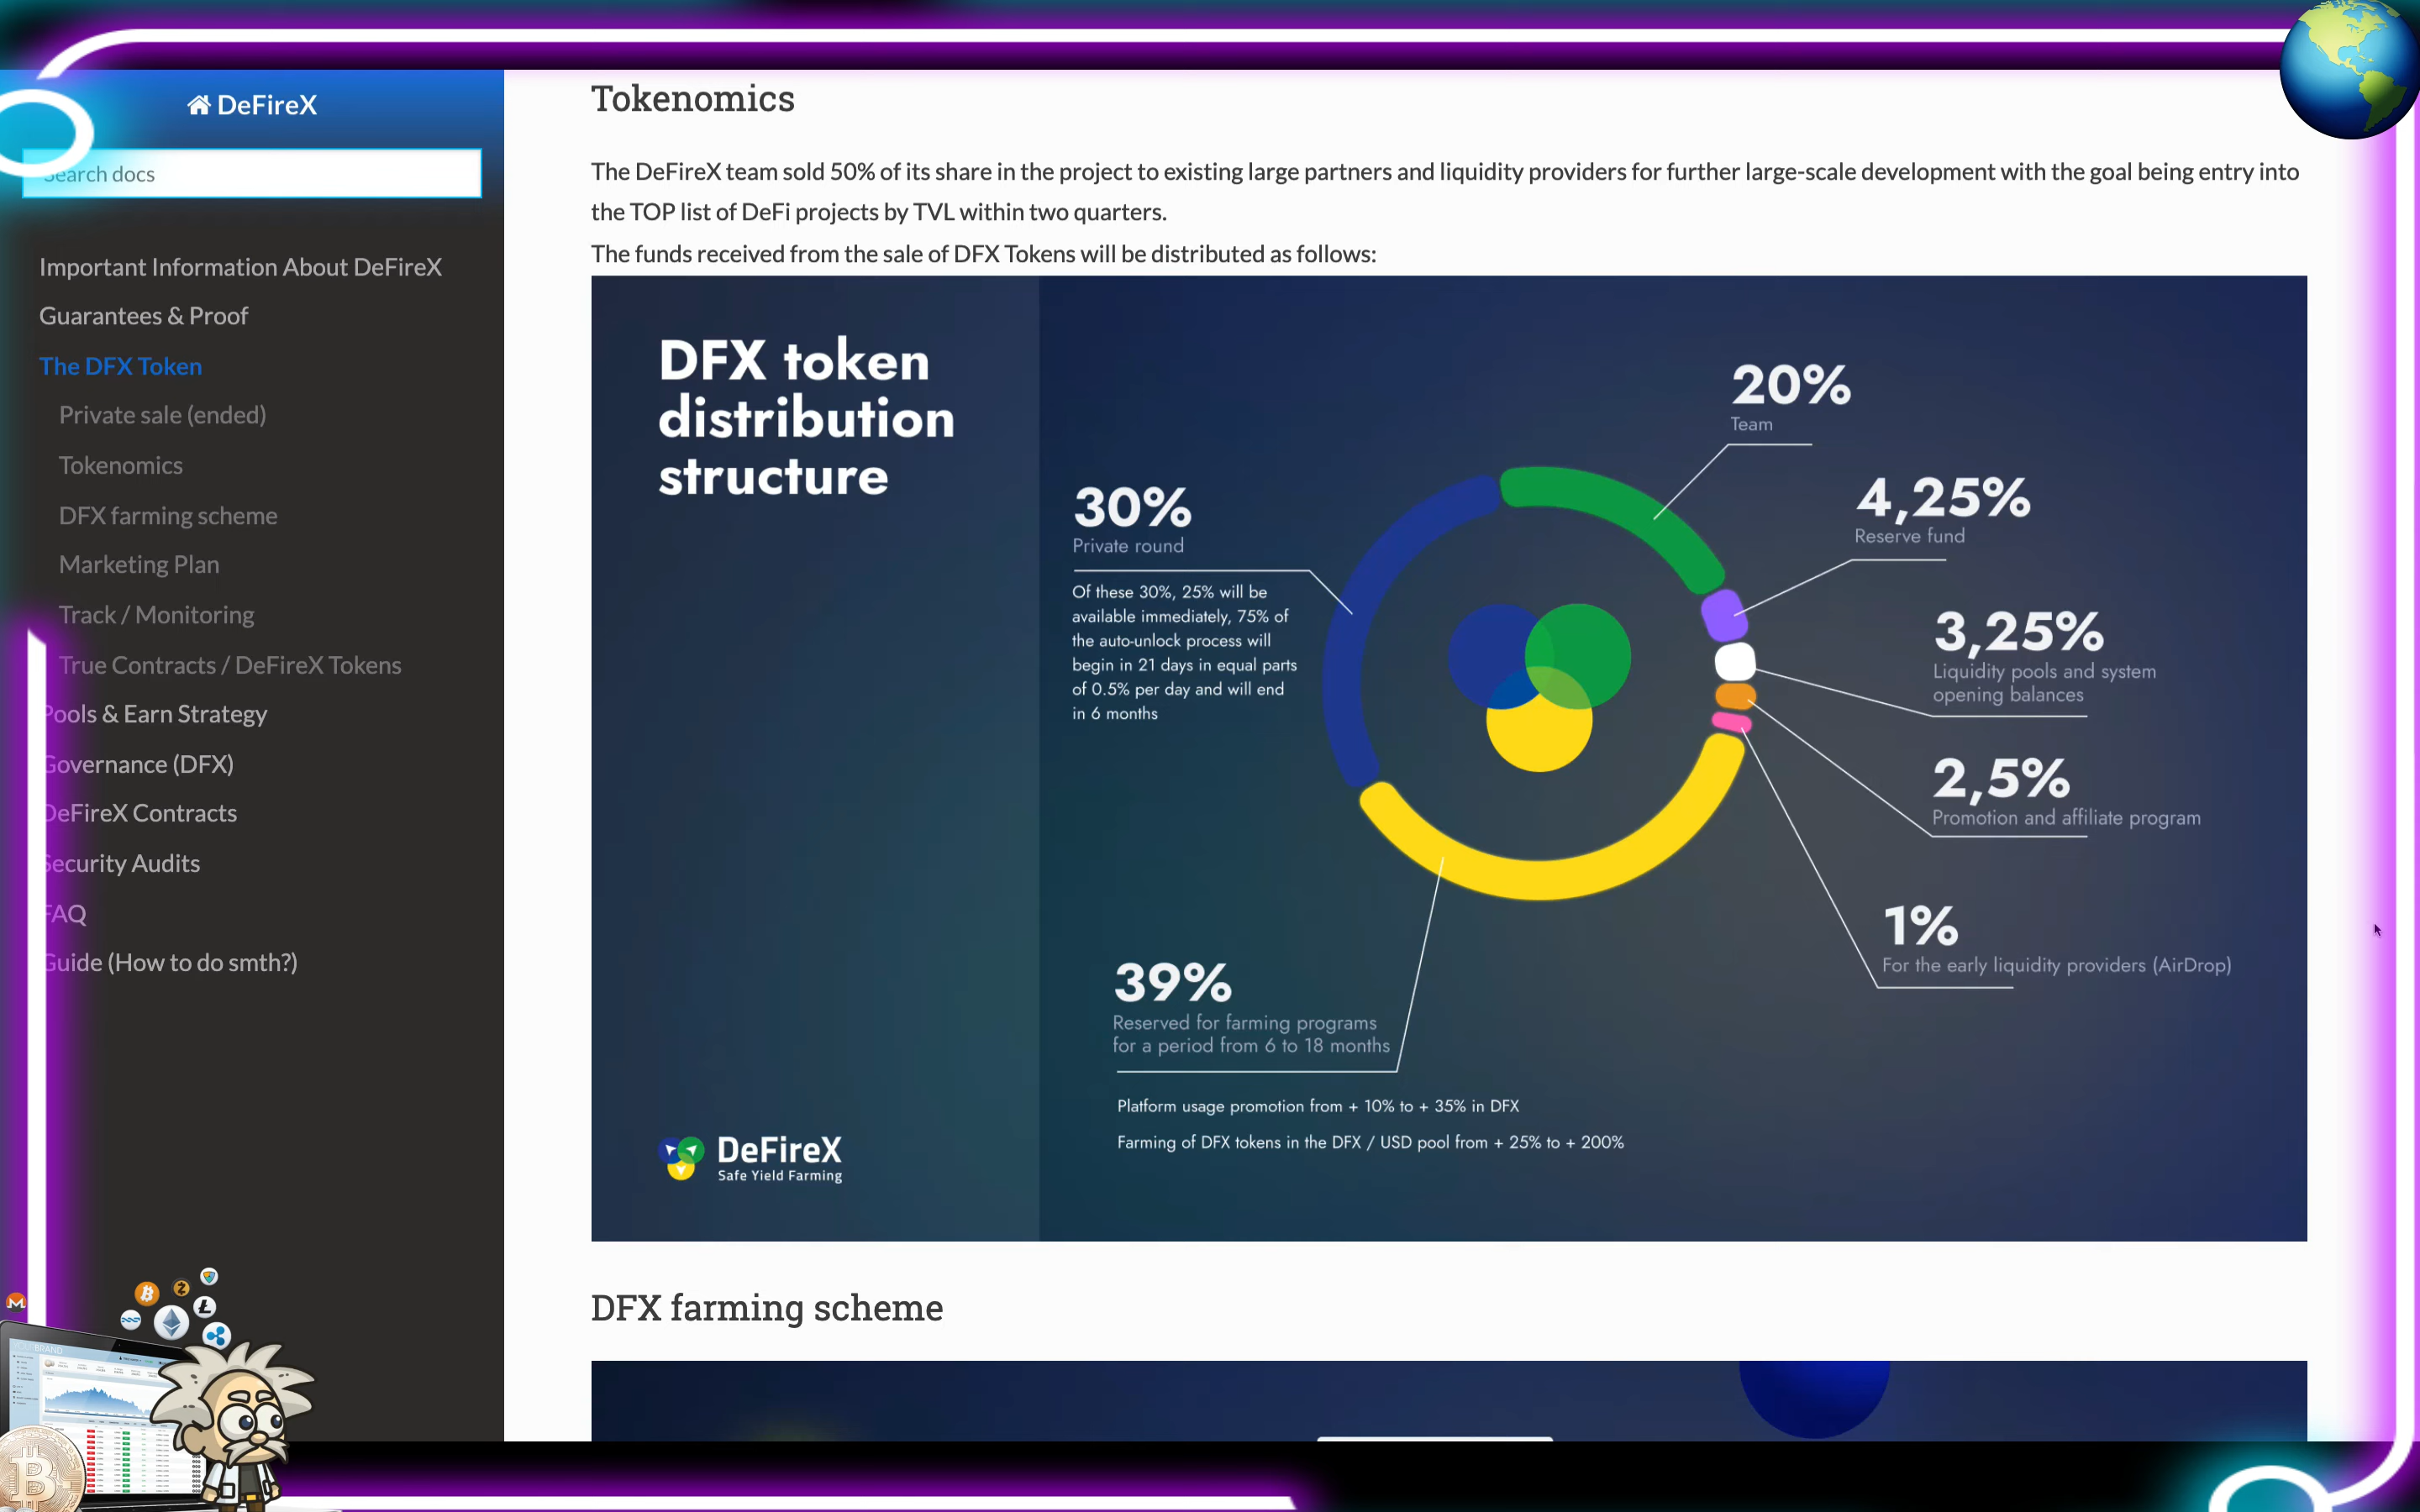 DeFireX
Search docs
Important Information About DeFireX
Guarantees & Proof
The DFX Token
Private sale (ended)
Tokenomics
DFX farming scheme
Marketing Plan
Track / Monitoring
True Contracts / DeFireX Tokens
Pools & Earn Strategy
Governance (DFX)
DeFireX Contracts
Security Audits
FAQ
Guide (How to do smth?)
Tokenomics
The DeFireX team sold 50% of its share in the project to existing large partners and liquidity providers for further large-scale development with the goal being entry into
the TOP list of DeFi projects by TVL within two quarters.
The funds received from the sale of DFX Tokens will be distributed as follows:
DFX token
distribution
structure
30%
Private round
Of these 30%, 25% will be
available immediately, 75% of
the auto-unlock process will
begin in 21 days in equal parts
of 0.5% per day and will end
in 6 months
20%
Team
4,25%
Reserve fund
3,25%
Liquidity pools and system
opening balances
2,5%
Promotion and affiliate program
1%
For the early liquidity providers (AirDrop)
39%
Reserved for farming programs
for a period from 6 to 18 months
Platform usage promotion from + 10% to + 35% in DFX
Farming of DFX tokens in the DFX / USD pool from + 25% to + 200%
DeFireX
Safe Yield Farming
DFX farming scheme